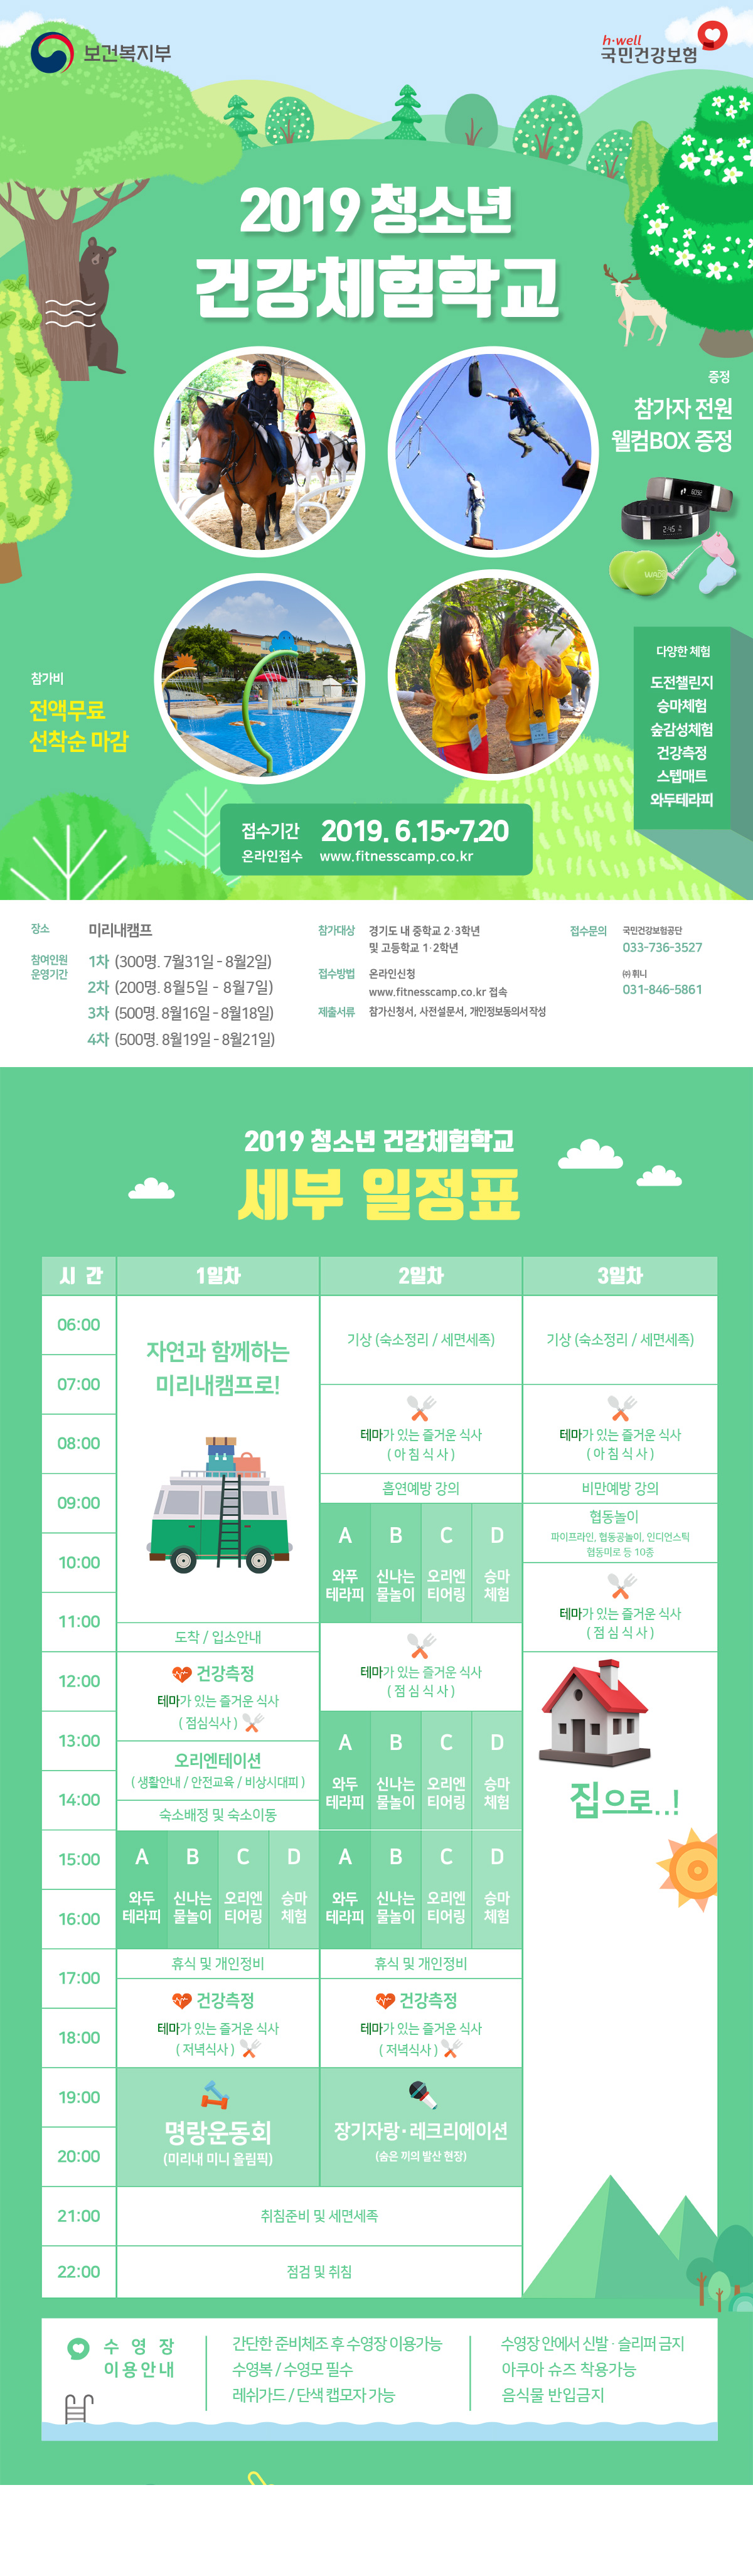 보건복지부
h·well
국민건강보험
2019 청소년
건강체험학교
증정
참가자 전원
웰컴BOX 증정
다양한 체험
도전챌린지
승마체험
숲감성체험
건강측정
스텝매트
와두테라피
참가비
전액무료
선착순 마감
접수기간 2019. 6.15~7.20
온라인접수 www.fitnesscamp.co.kr
장소 미리내캠프
참여인원
운영기간
1차 (300명. 7월31일 - 8월2일)
2차 (200명. 8월5일 - 8월7일)
3차 (500명. 8월16일 - 8월18일)
4차 (500명. 8월19일 - 8월21일)
참가대상 경기도 내 중학교 2·3학년
및 고등학교 1·2학년
접수방법 온라인신청
www.fitnesscamp.co.kr 접속
제출서류 참가신청서, 사전설문서, 개인정보동의서 작성
접수문의 국민건강보험공단
033-736-3527
㈜ 휘니
031-846-5861
2019 청소년 건강체험학교
세부 일정표
시 간 1일차 2일차 3일차
06:00
07:00
08:00
09:00
10:00
11:00
12:00
13:00
14:00
15:00
16:00
17:00
18:00
19:00
20:00
21:00
22:00
자연과 함께하는
미리내캠프로!
도착 / 입소안내
건강측정
테마가 있는 즐거운 식사
( 점심식사 )
오리엔테이션
( 생활안내 / 안전교육 / 비상시대피 )
숙소배정 및 숙소이동
A B C D
와두 신나는 오리엔 승마
테라피 물놀이 티어링 체험
휴식 및 개인정비
건강측정
테마가 있는 즐거운 식사
( 저녁식사 )
명랑운동회
(미리내 미니 올림픽)
기상 (숙소정리 / 세면세족)
테마가 있는 즐거운 식사
( 아 침 식 사 )
흡연예방 강의
A B C D
와푸 신나는 오리엔 승마
테라피 물놀이 티어링 체험
테마가 있는 즐거운 식사
( 점 심 식 사 )
A B C D
와두 신나는 오리엔 승마
테라피 물놀이 티어링 체험
A B C D
와두 신나는 오리엔 승마
테라피 물놀이 티어링 체험
휴식 및 개인정비
건강측정
테마가 있는 즐거운 식사
( 저녁식사 )
장기자랑·레크리에이션
(숨은 끼의 발산 현장)
취침준비 및 세면세족
점검 및 취침
기상 (숙소정리 / 세면세족)
테마가 있는 즐거운 식사
( 아 침 식 사 )
비만예방 강의
협동놀이
파이프라인, 협동공놀이, 인디언스틱
협동미로 등 10종
테마가 있는 즐거운 식사
( 점 심 식 사 )
집으로..!
수 영 장
이용안내
간단한 준비체조 후 수영장 이용가능
수영복 / 수영모 필수
레쉬가드 / 단색 캡모자 가능
수영장 안에서 신발 · 슬리퍼 금지
아쿠아 슈즈 착용가능
음식물 반입금지